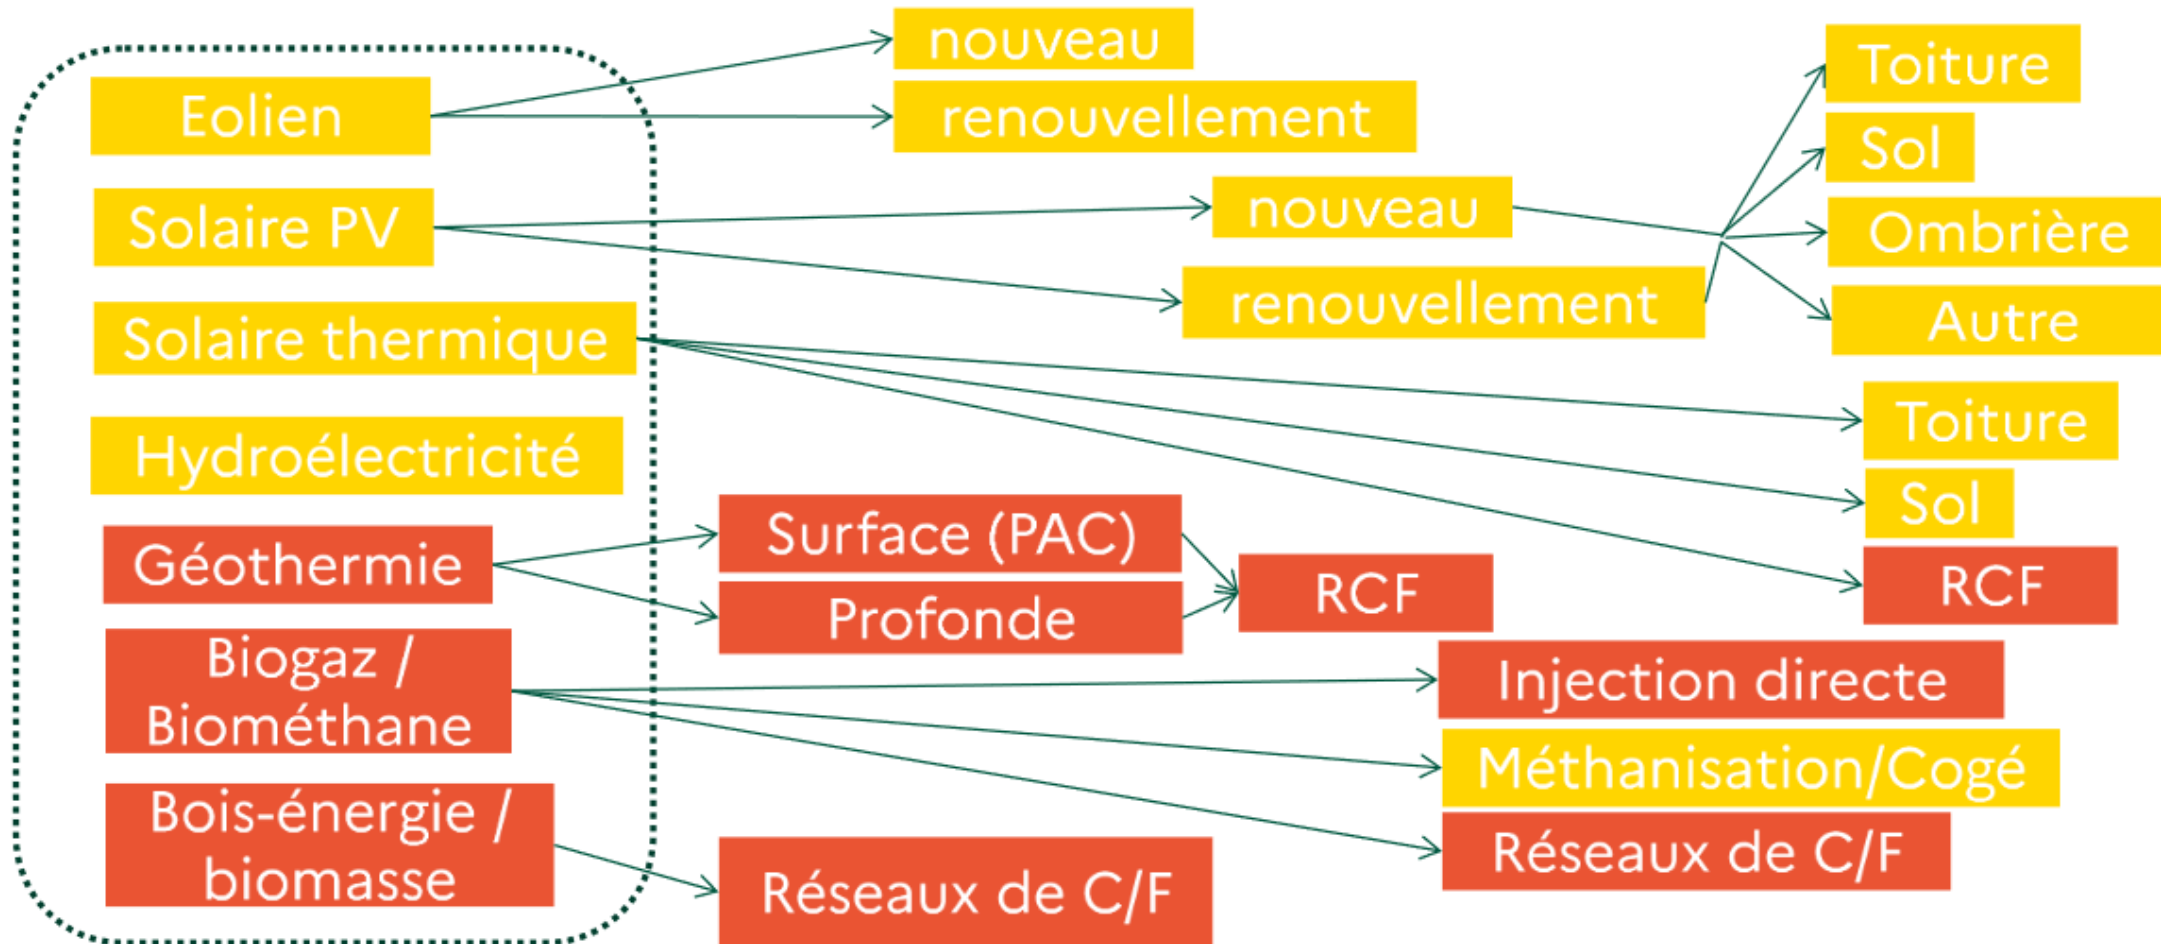 Eolien
nouveau
renouvellement
Solaire PV
nouveau
renouvellement
Toiture
Sol
Ombrière
Autre
Solaire thermique
Toiture
Sol
RCF
Hydroélectricité
Géothermie
Surface (PAC)
Profonde
RCF
Biogaz /
Biométhane
Injection directe
Méthanisation/Cogé
Réseaux de C/F
Bois-énergie /
biomasse
Réseaux de C/F